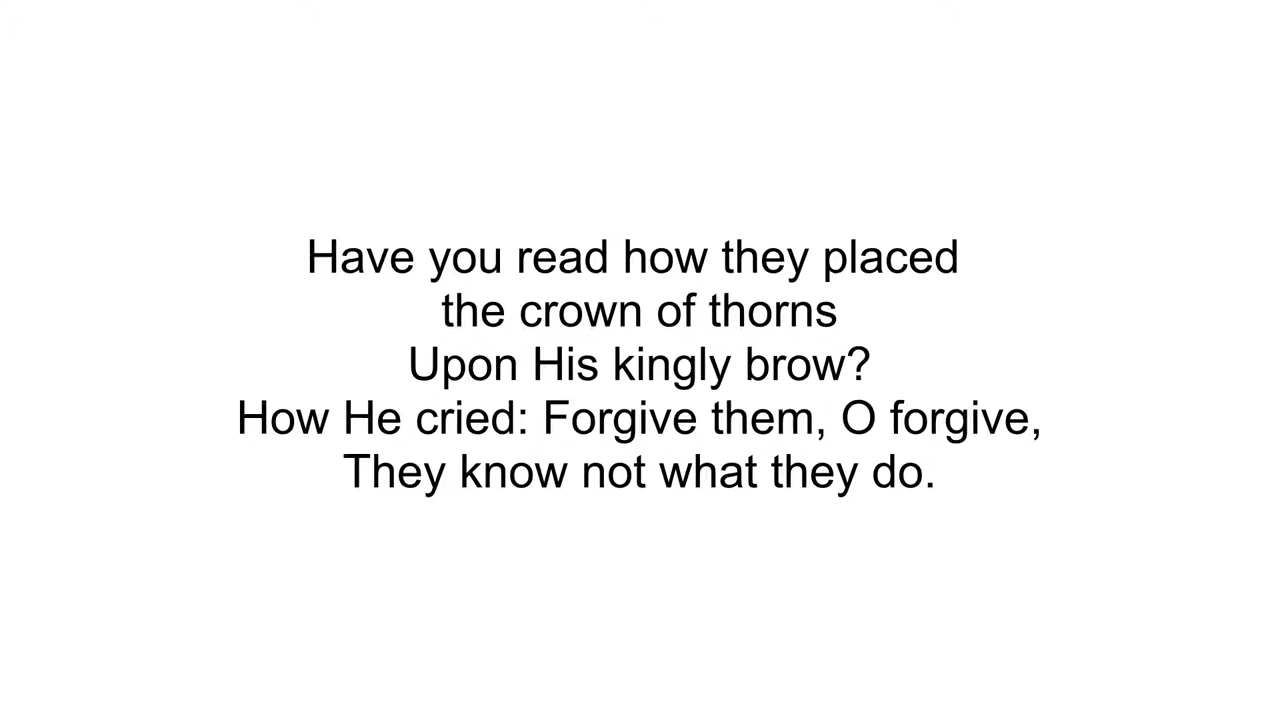 Have you read how they placed
the crown of thorns
Upon His kingly brow?
How He cried: Forgive them, O forgive,
They know not what they do.